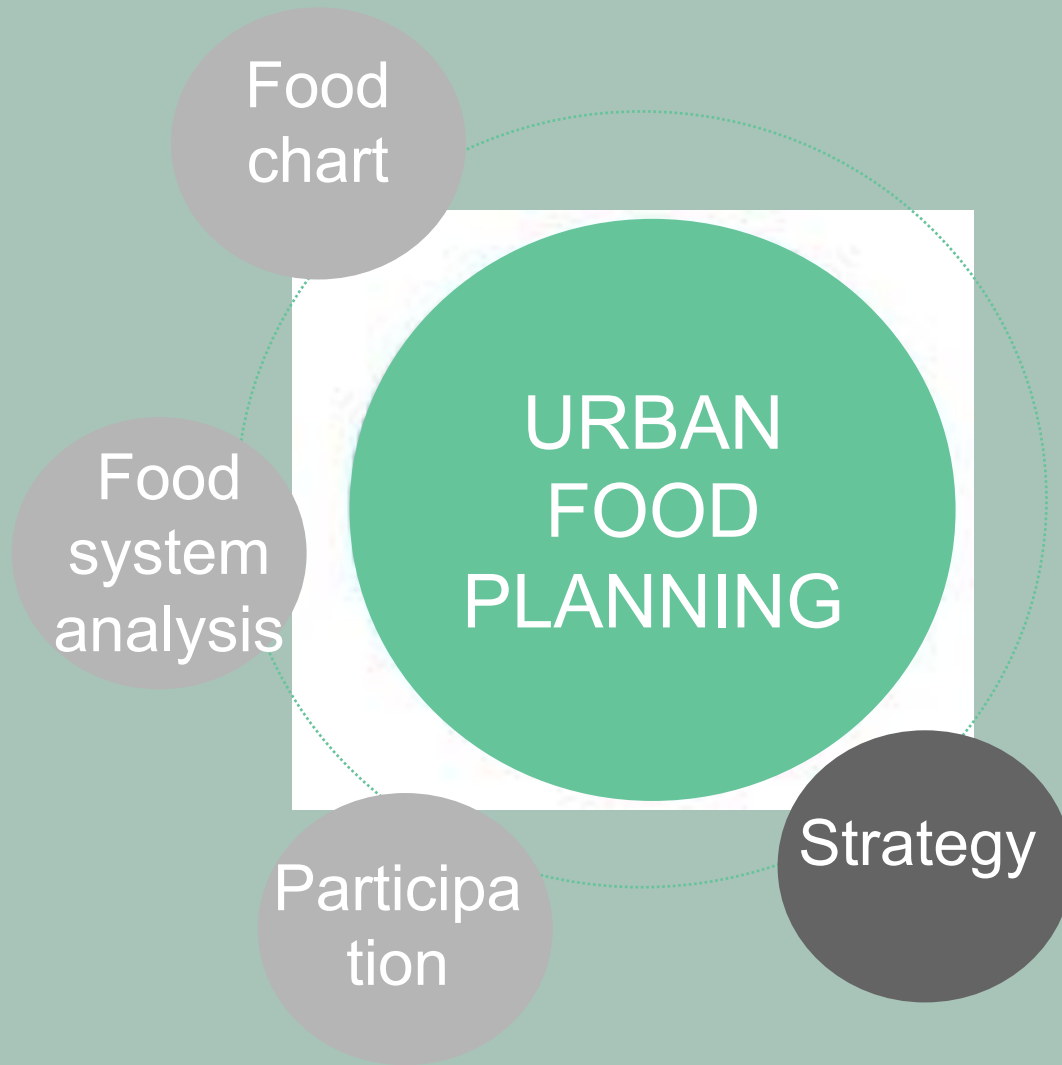 Food
chart
URBAN
FOOD
PLANNING
Food
system
analysis
Strategy
Participa
tion